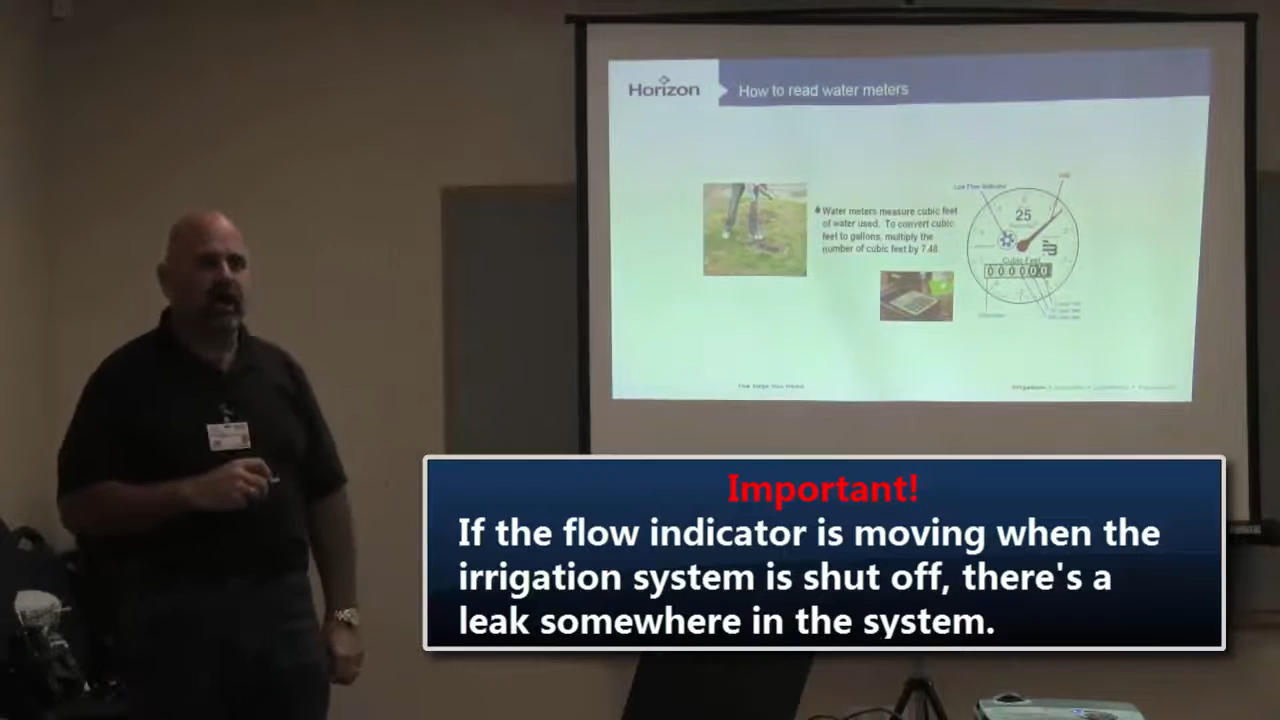 Horizon
How to read water meters
Low Flow Indicator
Water meters measure cubic feet
of water used. To convert cubic
feet to gallons, multiply the
number of cubic feet by 7.48.
25
Cubic Feet
000000
Important!
If the flow indicator is moving when the
irrigation system is shut off, there's a
leak somewhere in the system.